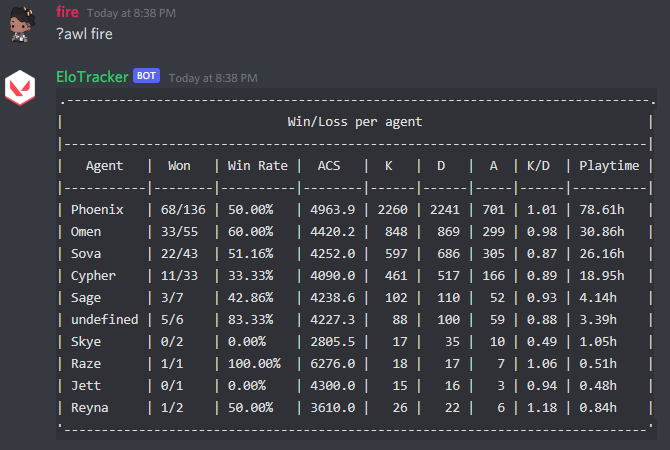 fire Today at 8:38 PM
?awl fire
EloTracker BOT Today at 8:38 PM
.-----------------------------------------------------------------------------.
| Win/Loss per agent |
|-----------------------------------------------------------------------------|
| Agent | Won | Win Rate | ACS | K | D | A | K/D | Playtime |
|-----------|--------|----------|--------|------|------|-----|------|----------|
| Phoenix | 68/136 | 50.00% | 4963.9 | 2260 | 2241 | 701 | 1.01 | 78.61h |
| Omen | 33/55 | 60.00% | 4420.2 | 848 | 869 | 299 | 0.98 | 30.86h |
| Sova | 22/43 | 51.16% | 4252.0 | 597 | 686 | 305 | 0.87 | 26.16h |
| Cypher | 11/33 | 33.33% | 4090.0 | 461 | 517 | 166 | 0.89 | 18.95h |
| Sage | 3/7 | 42.86% | 4238.6 | 102 | 110 | 52 | 0.93 | 4.14h |
| undefined | 5/6 | 83.33% | 4227.3 | 88 | 100 | 59 | 0.88 | 3.39h |
| Skye | 0/2 | 0.00% | 2805.5 | 17 | 35 | 10 | 0.49 | 1.05h |
| Raze | 1/1 | 100.00% | 6276.0 | 18 | 17 | 7 | 1.06 | 0.51h |
| Jett | 0/1 | 0.00% | 4300.0 | 15 | 16 | 3 | 0.94 | 0.48h |
| Reyna | 1/2 | 50.00% | 3610.0 | 26 | 22 | 6 | 1.18 | 0.84h |
'-----------------------------------------------------------------------------'